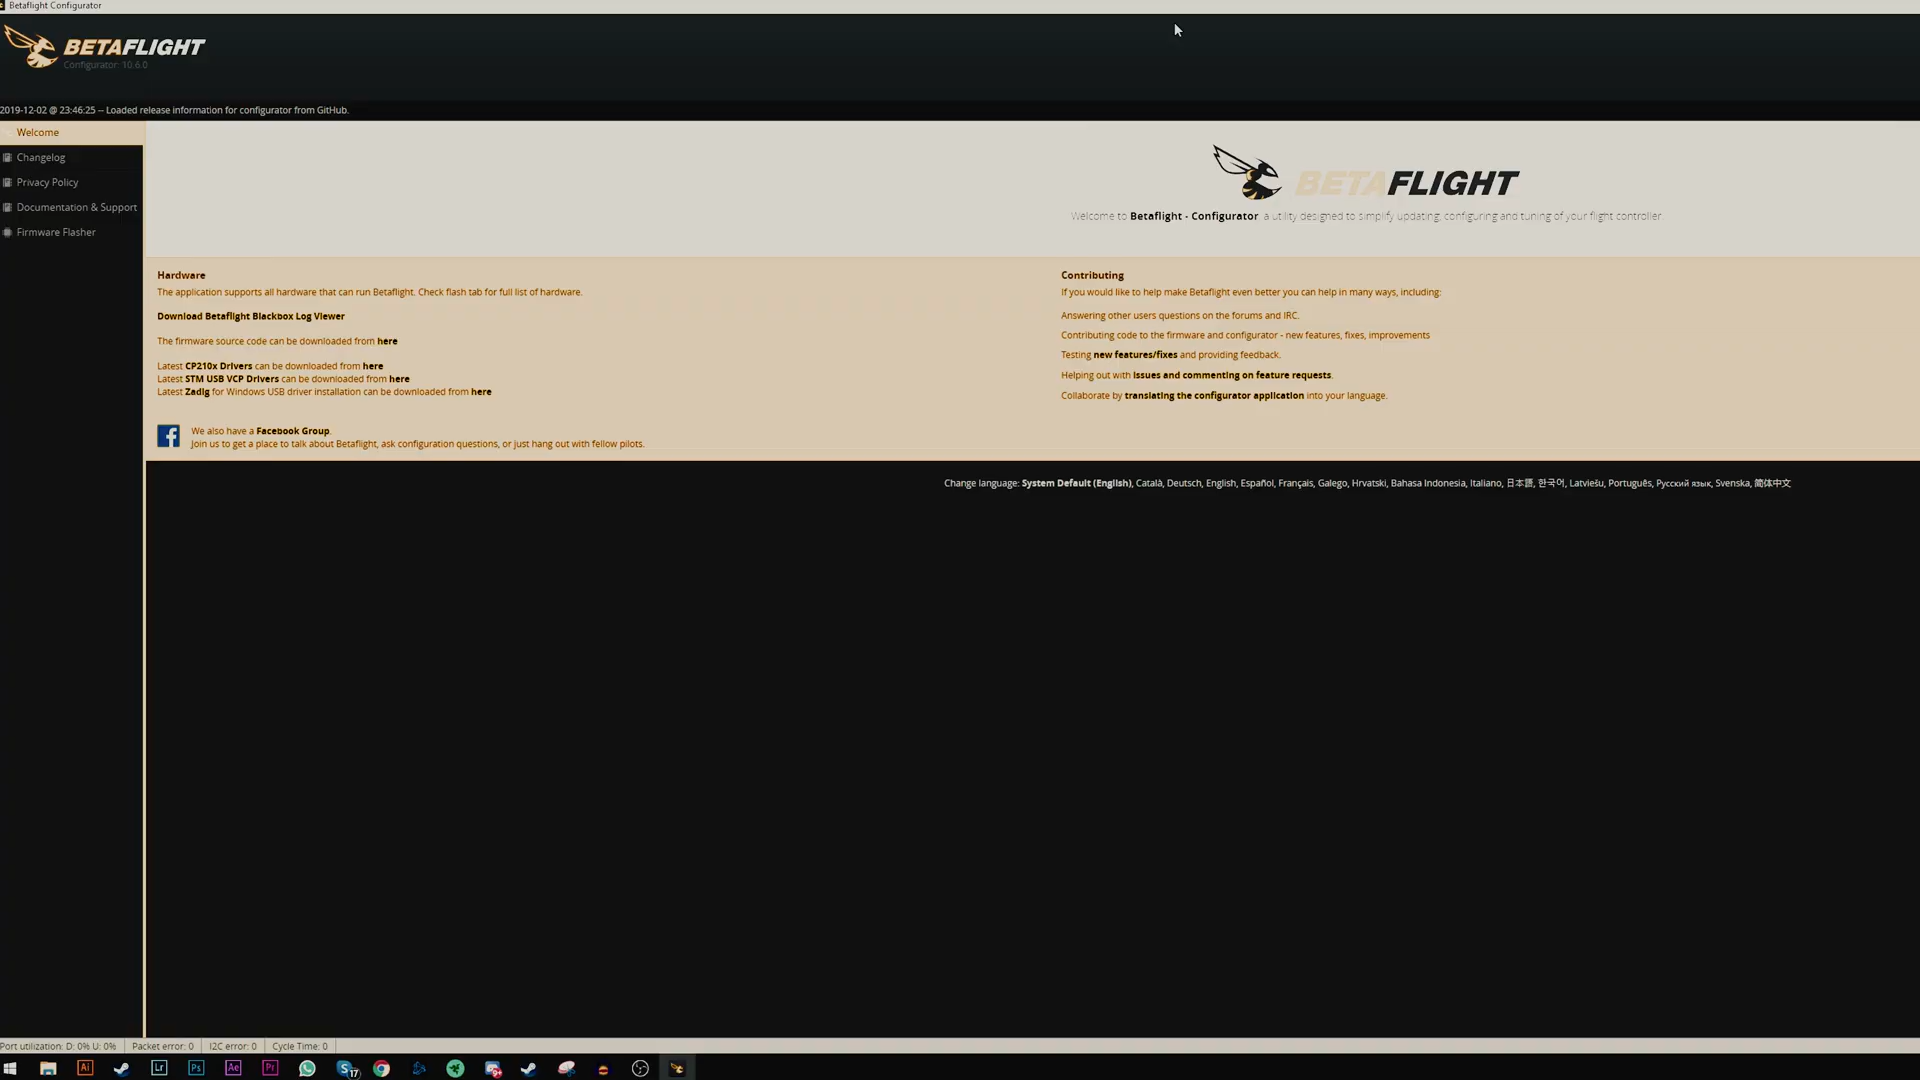 Betaflight Configurator
BETAFLIGHT
Configurator: 10.6.0
2019-12-02 @ 23:46:25 -- Loaded release information for configurator from GitHub.
Welcome
Changelog
Privacy Policy
Documentation & Support
Firmware Flasher
BETAFLIGHT
Welcome to Betaflight - Configurator, a utility designed to simplify updating, configuring and tuning of your flight controller
Hardware
The application supports all hardware that can run Betaflight. Check flash tab for full list of hardware.
Download Betaflight Blackbox Log Viewer
The firmware source code can be downloaded from here
Latest CP210x Drivers can be downloaded from here
Latest STM USB VCP Drivers can be downloaded from here
Latest Zadig for Windows USB driver installation can be downloaded from here
We also have a Facebook Group.
Join us to get a place to talk about Betaflight, ask configuration questions, or just hang out with fellow pilots.
Contributing
If you would like to help make Betaflight even better you can help in many ways, including:
Answering other users questions on the forums and IRC.
Contributing code to the firmware and configurator - new features, fixes, improvements
Testing new features/fixes and providing feedback.
Helping out with issues and commenting on feature requests.
Collaborate by translating the configurator application into your language.
Change language: System Default (English), Català, Deutsch, English, Español, Français, Galego, Hrvatski, Bahasa Indonesia, Italiano, 日本語, 한국어, Latviešu, Português, Русский язык, Svenska, 简体中文
Port utilization: D: 0% U: 0% Packet error: 0 I2C error: 0 Cycle Time: 0
Ai Lr Ps Ae Pr 17 9+